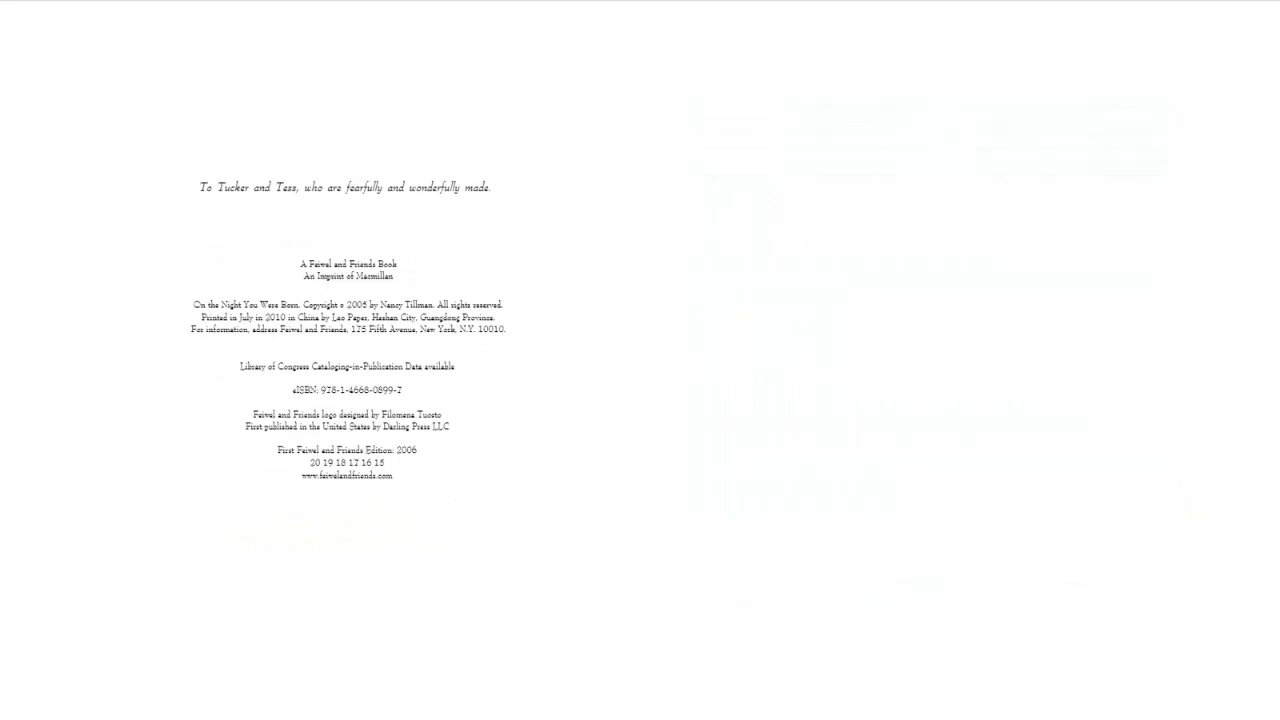 To Tucker and Tess, who are fearfully and wonderfully made.
A Feiwel and Friends Book
An Imprint of Macmillan
On the Night You Were Born. Copyright © 2005 by Nancy Tillman. All rights reserved.
Printed in July in 2010 in China by Leo Paper, Heshan City, Guangdong Province.
For information, address Feiwel and Friends, 175 Fifth Avenue, New York, N.Y. 10010.
Library of Congress Cataloging-in-Publication Data available
eISBN: 978-1-4668-0899-7
Feiwel and Friends logo designed by Filomena Tuosto
First published in the United States by Darling Press LLC
First Feiwel and Friends Edition: 2006
20 19 18 17 16 15
www.feiwelandfriends.com